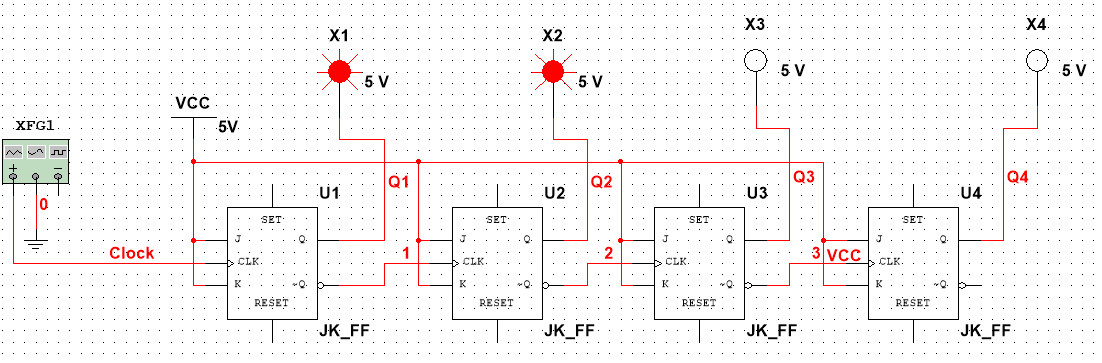 X1
X2
X3
X4
5 V
5 V
5 V
5 V
VCC
5V
XFG1
+
−
0
Q1
Q2
Q3
Q4
U1
U2
U3
U4
SET
SET
SET
SET
J Q
J Q
J Q
J Q
Clock
1
2
3
VCC
CLK
CLK
CLK
CLK
K ~Q
K ~Q
K ~Q
K ~Q
RESET
RESET
RESET
RESET
JK_FF
JK_FF
JK_FF
JK_FF